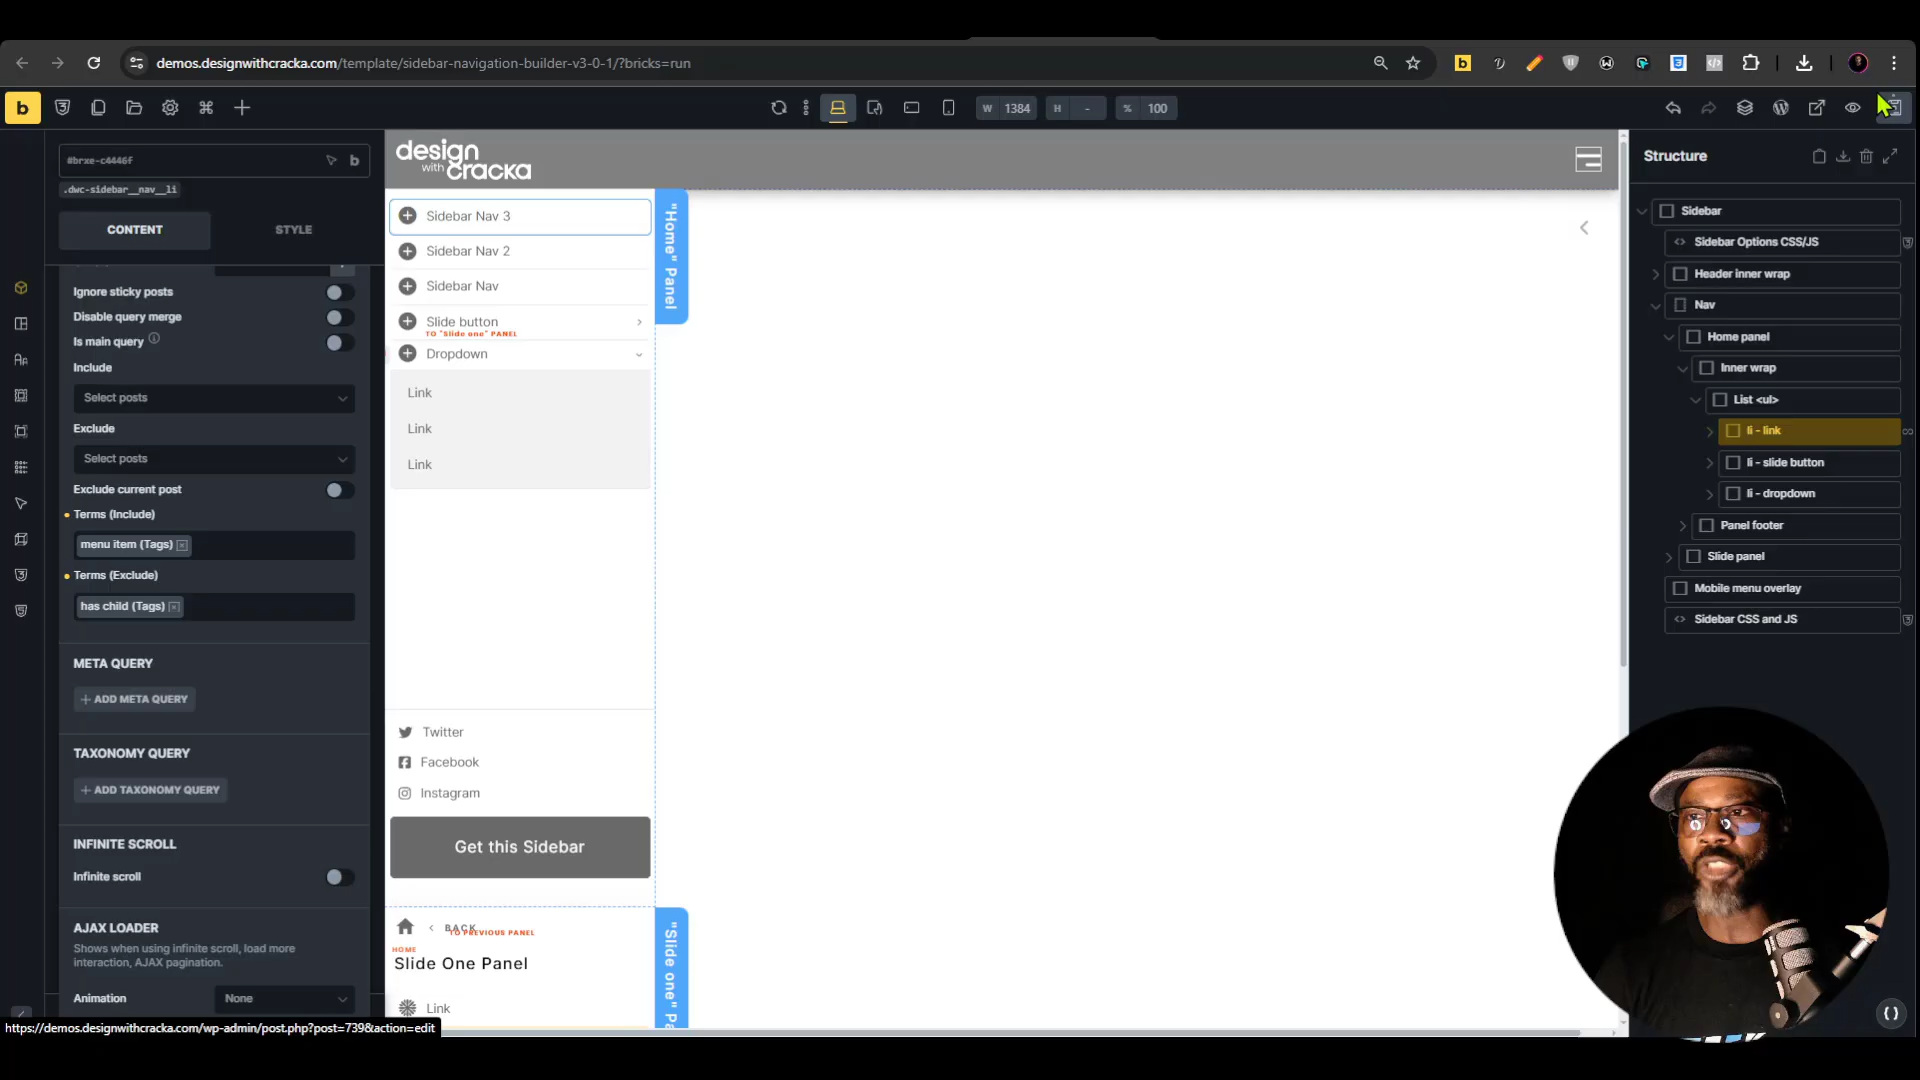 demos.designwithcracka.com/template/sidebar-navigation-builder-v3-0-1/?bricks=run
b
W 1384 H - % 100
#brxe-c4446f
.dwc-sidebar__nav__li
CONTENT STYLE
Ignore sticky posts
Disable query merge
Is main query
Include
Select posts
Exclude
Select posts
Exclude current post
Terms (Include)
menu item (Tags)
Terms (Exclude)
has child (Tags)
META QUERY
+ ADD META QUERY
TAXONOMY QUERY
+ ADD TAXONOMY QUERY
INFINITE SCROLL
Infinite scroll
AJAX LOADER
Shows when using infinite scroll, load more
interaction, AJAX pagination.
Animation None
https://demos.designwithcracka.com/wp-admin/post.php?post=739&action=edit
design
with cracka
Sidebar Nav 3
Sidebar Nav 2
Sidebar Nav
Slide button
TO "Slide one" PANEL
Dropdown
Link
Link
Link
"Home" Panel
Twitter
Facebook
Instagram
Get this Sidebar
BACK
TO PREVIOUS PANEL
HOME
Slide One Panel
Link
"Slide one" Pa
Structure
Sidebar
Sidebar Options CSS/JS
Header inner wrap
Nav
Home panel
Inner wrap
List <ul>
li - link
li - slide button
li - dropdown
Panel footer
Slide panel
Mobile menu overlay
Sidebar CSS and JS